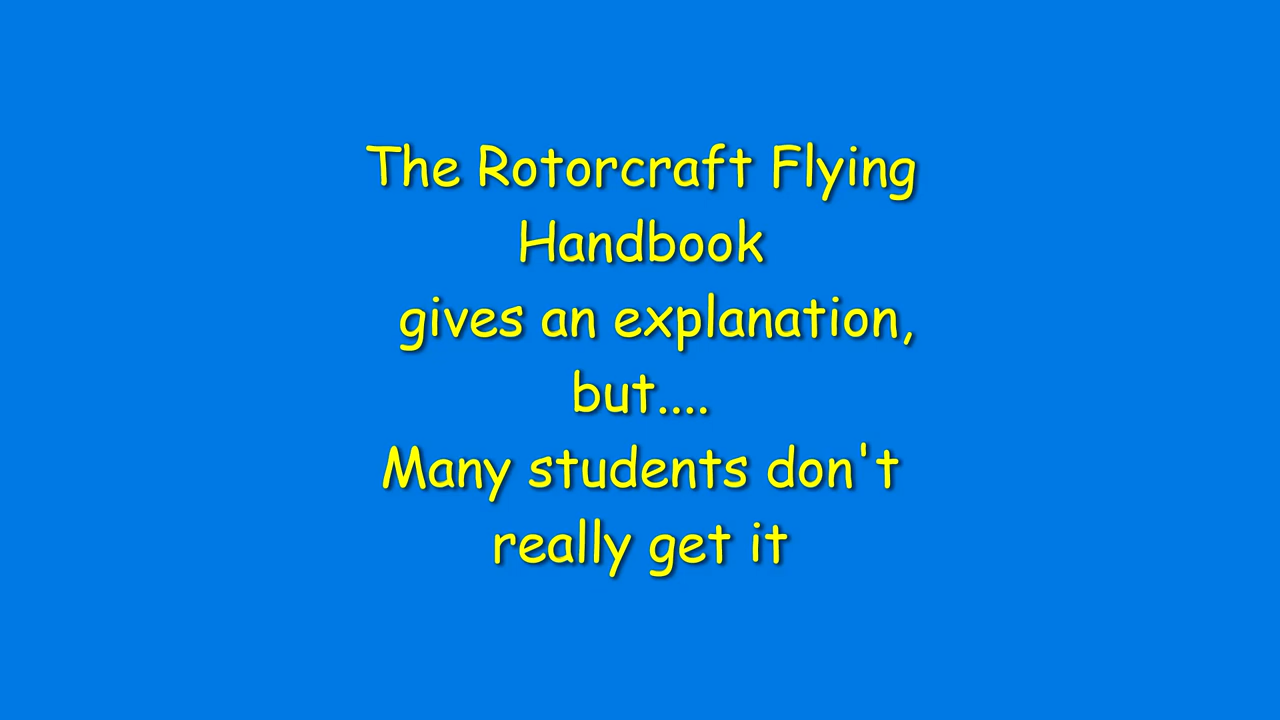 The Rotorcraft Flying
Handbook
gives an explanation,
but....
Many students don't
really get it